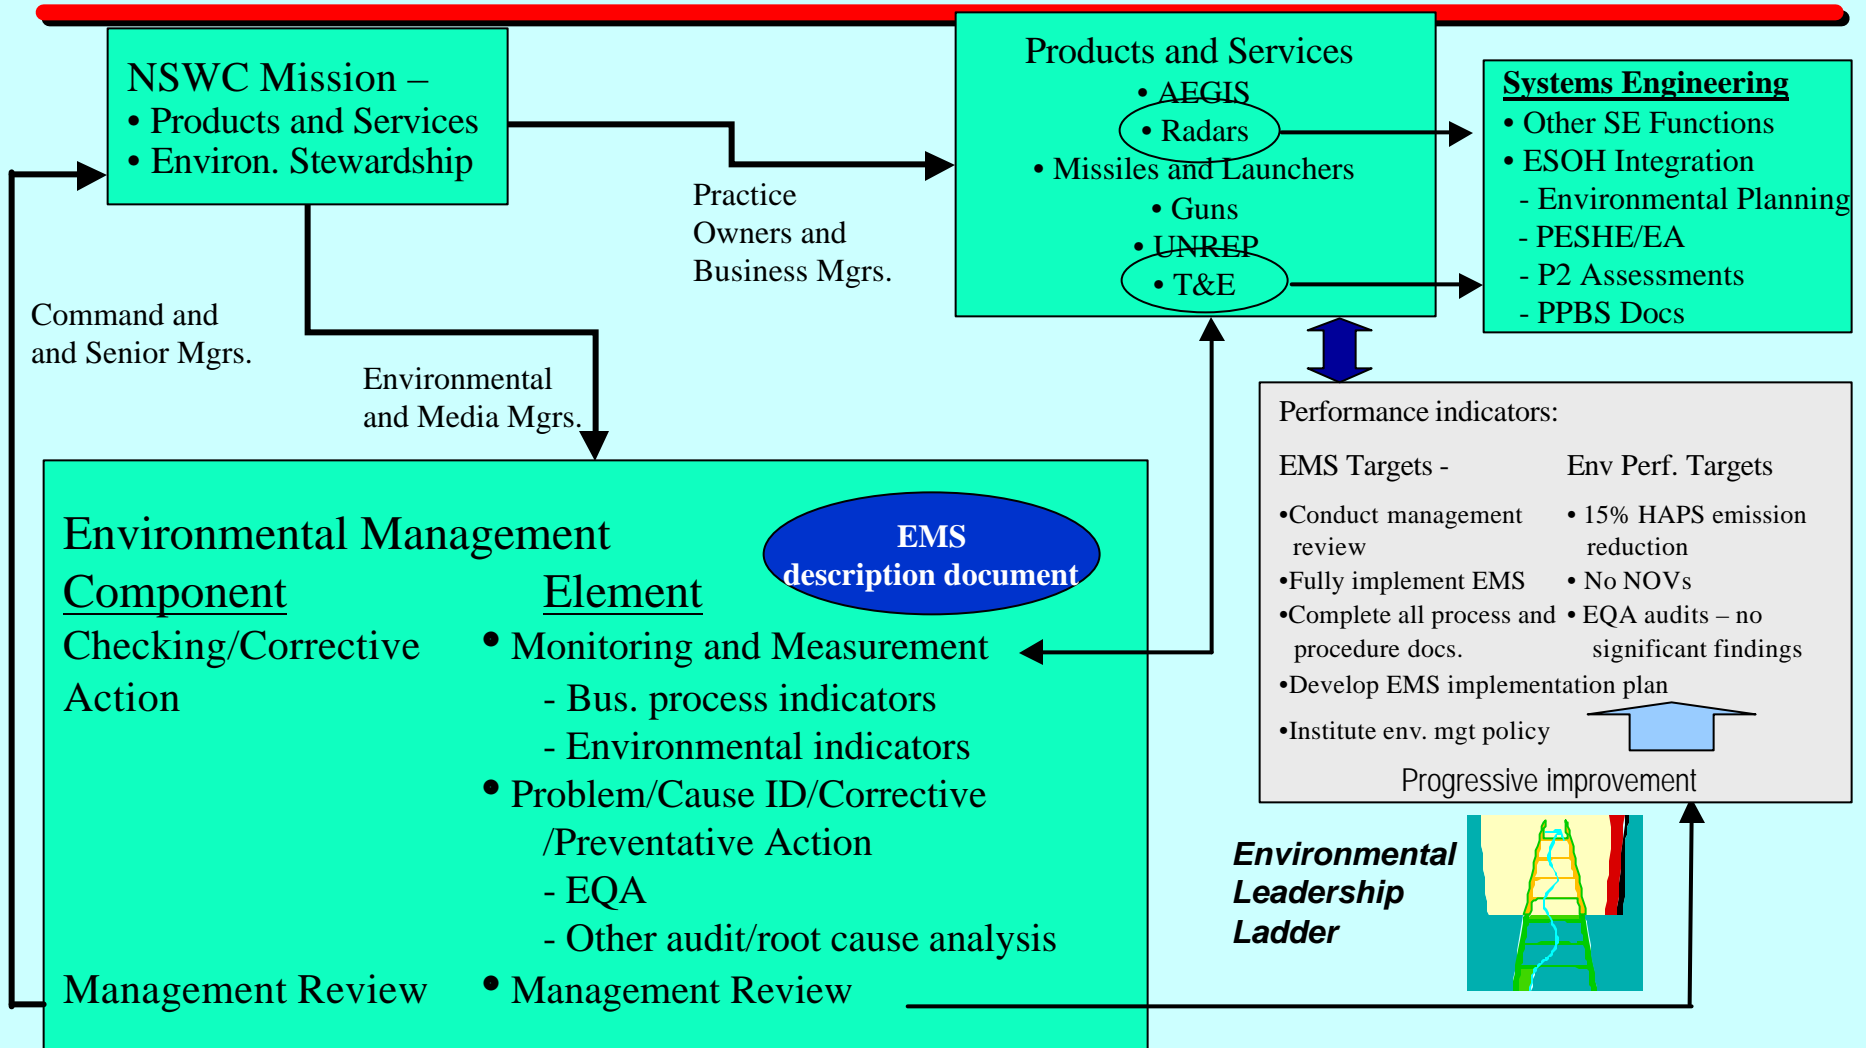 NSWC Mission –
• Products and Services
• Environ. Stewardship
Products and Services
• AEGIS
• Radars
• Missiles and Launchers
• Guns
• UNREP
• T&E
Systems Engineering
• Other SE Functions
• ESOH Integration
- Environmental Planning
- PESHE/EA
- P2 Assessments
- PPBS Docs
Practice
Owners and
Business Mgrs.
Command and
and Senior Mgrs.
Environmental
and Media Mgrs.
Performance indicators:
EMS Targets -
•Conduct management
review
•Fully implement EMS
•Complete all process and
procedure docs.
•Develop EMS implementation plan
•Institute env. mgt policy
Env Perf. Targets
• 15% HAPS emission
reduction
• No NOVs
• EQA audits – no
significant findings
Progressive improvement
Environmental Management
EMS
description document
Component
Checking/Corrective
Action
Management Review
Element
• Monitoring and Measurement
- Bus. process indicators
- Environmental indicators
• Problem/Cause ID/Corrective
/Preventative Action
- EQA
- Other audit/root cause analysis
• Management Review
Environmental
Leadership
Ladder